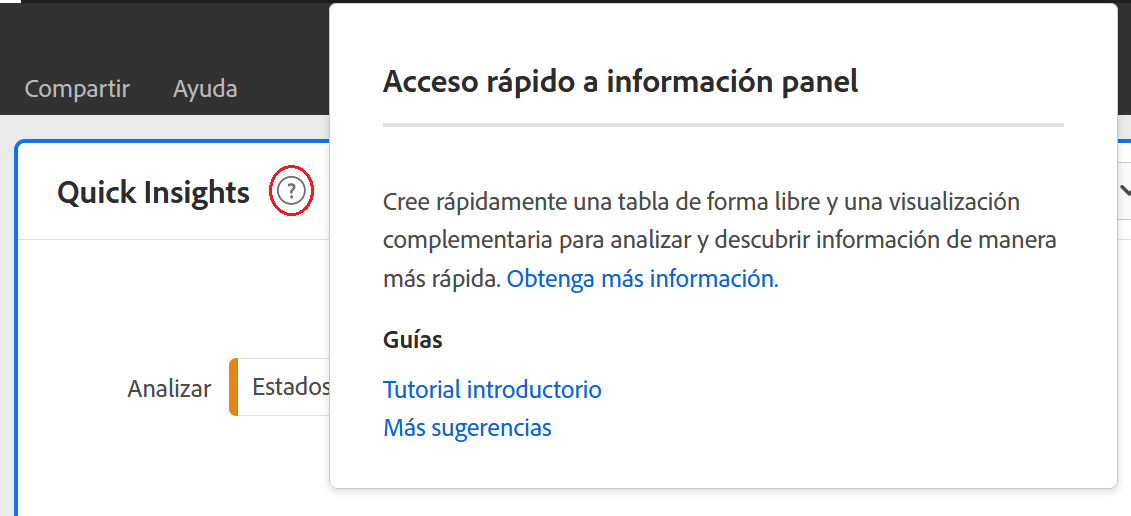 Compartir Ayuda
Quick Insights ?
Analizar Estados
Acceso rápido a información panel
Cree rápidamente una tabla de forma libre y una visualización
complementaria para analizar y descubrir información de manera
más rápida. Obtenga más información.
Guías
Tutorial introductorio
Más sugerencias